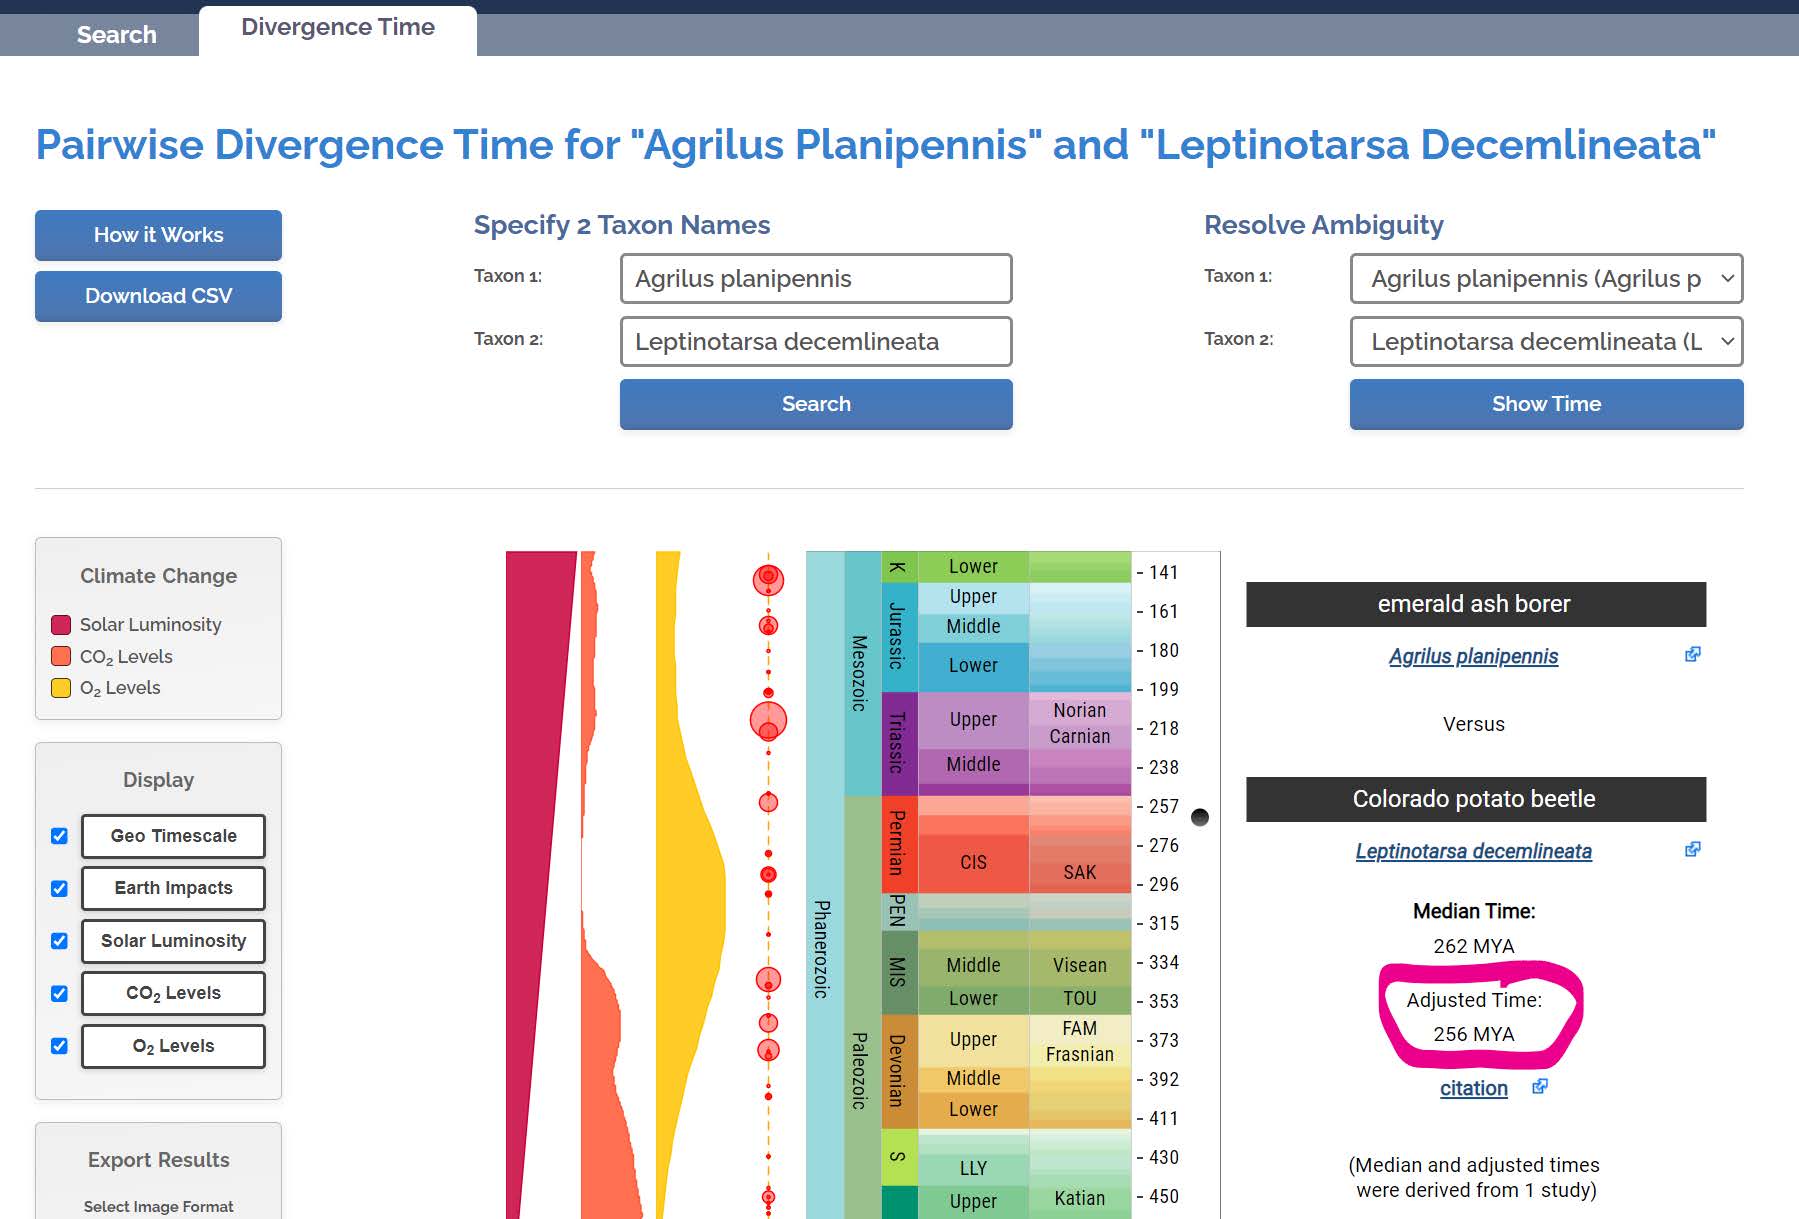 Search
Divergence Time
Pairwise Divergence Time for "Agrilus Planipennis" and "Leptinotarsa Decemlineata"
How it Works
Download CSV
Specify 2 Taxon Names
Taxon 1:
Agrilus planipennis
Taxon 2:
Leptinotarsa decemlineata
Search
Resolve Ambiguity
Taxon 1:
Agrilus planipennis (Agrilus p
Taxon 2:
Leptinotarsa decemlineata (L
Show Time
Climate Change
Solar Luminosity
CO₂ Levels
O₂ Levels
Display
Geo Timescale
Earth Impacts
Solar Luminosity
CO₂ Levels
O₂ Levels
Export Results
Select Image Format
Phanerozoic
Mesozoic
Paleozoic
K
Jurassic
Triassic
Permian
PEN
MIS
Devonian
S
Lower
Upper
Middle
Lower
Upper
Middle
CIS
Middle
Lower
Upper
Middle
Lower
LLY
Upper
Norian
Carnian
SAK
Visean
TOU
FAM
Frasnian
Katian
- 141
- 161
- 180
- 199
- 218
- 238
- 257
- 276
- 296
- 315
- 334
- 353
- 373
- 392
- 411
- 430
- 450
emerald ash borer
Agrilus planipennis
Versus
Colorado potato beetle
Leptinotarsa decemlineata
Median Time:
262 MYA
Adjusted Time:
256 MYA
citation
(Median and adjusted times
were derived from 1 study)